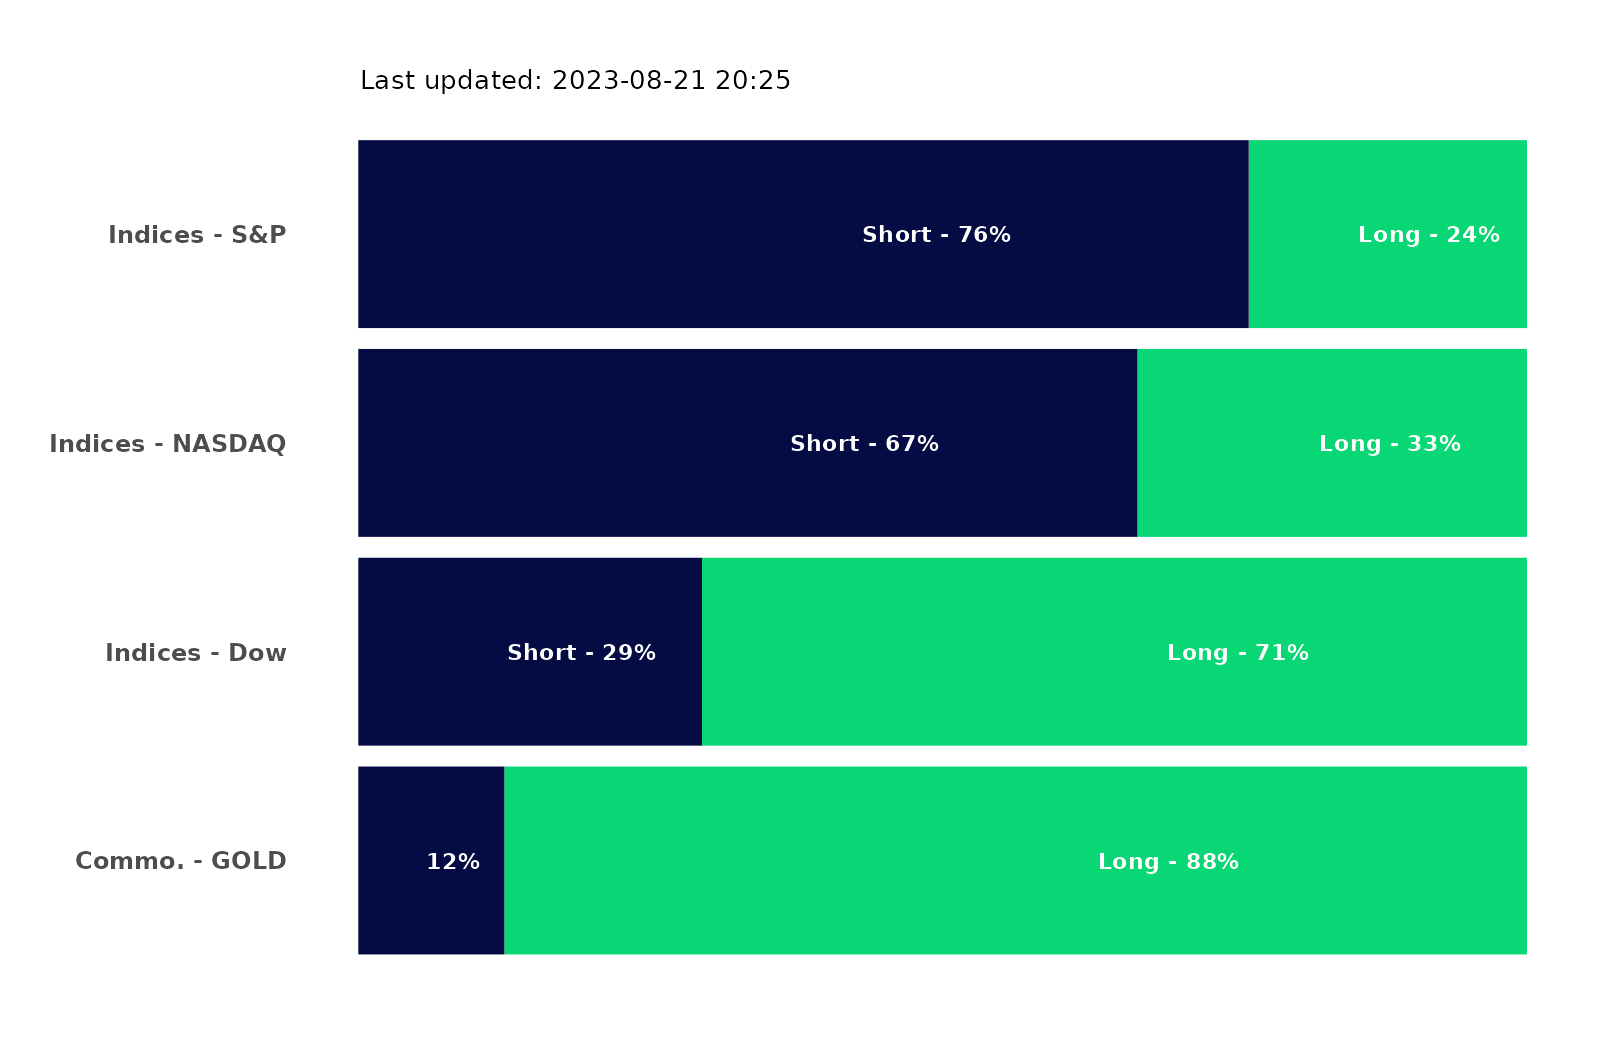 Last updated: 2023-08-21 20:25
Indices - S&P Short - 76% Long - 24%
Indices - NASDAQ Short - 67% Long - 33%
Indices - Dow Short - 29% Long - 71%
Commo. - GOLD 12% Long - 88%